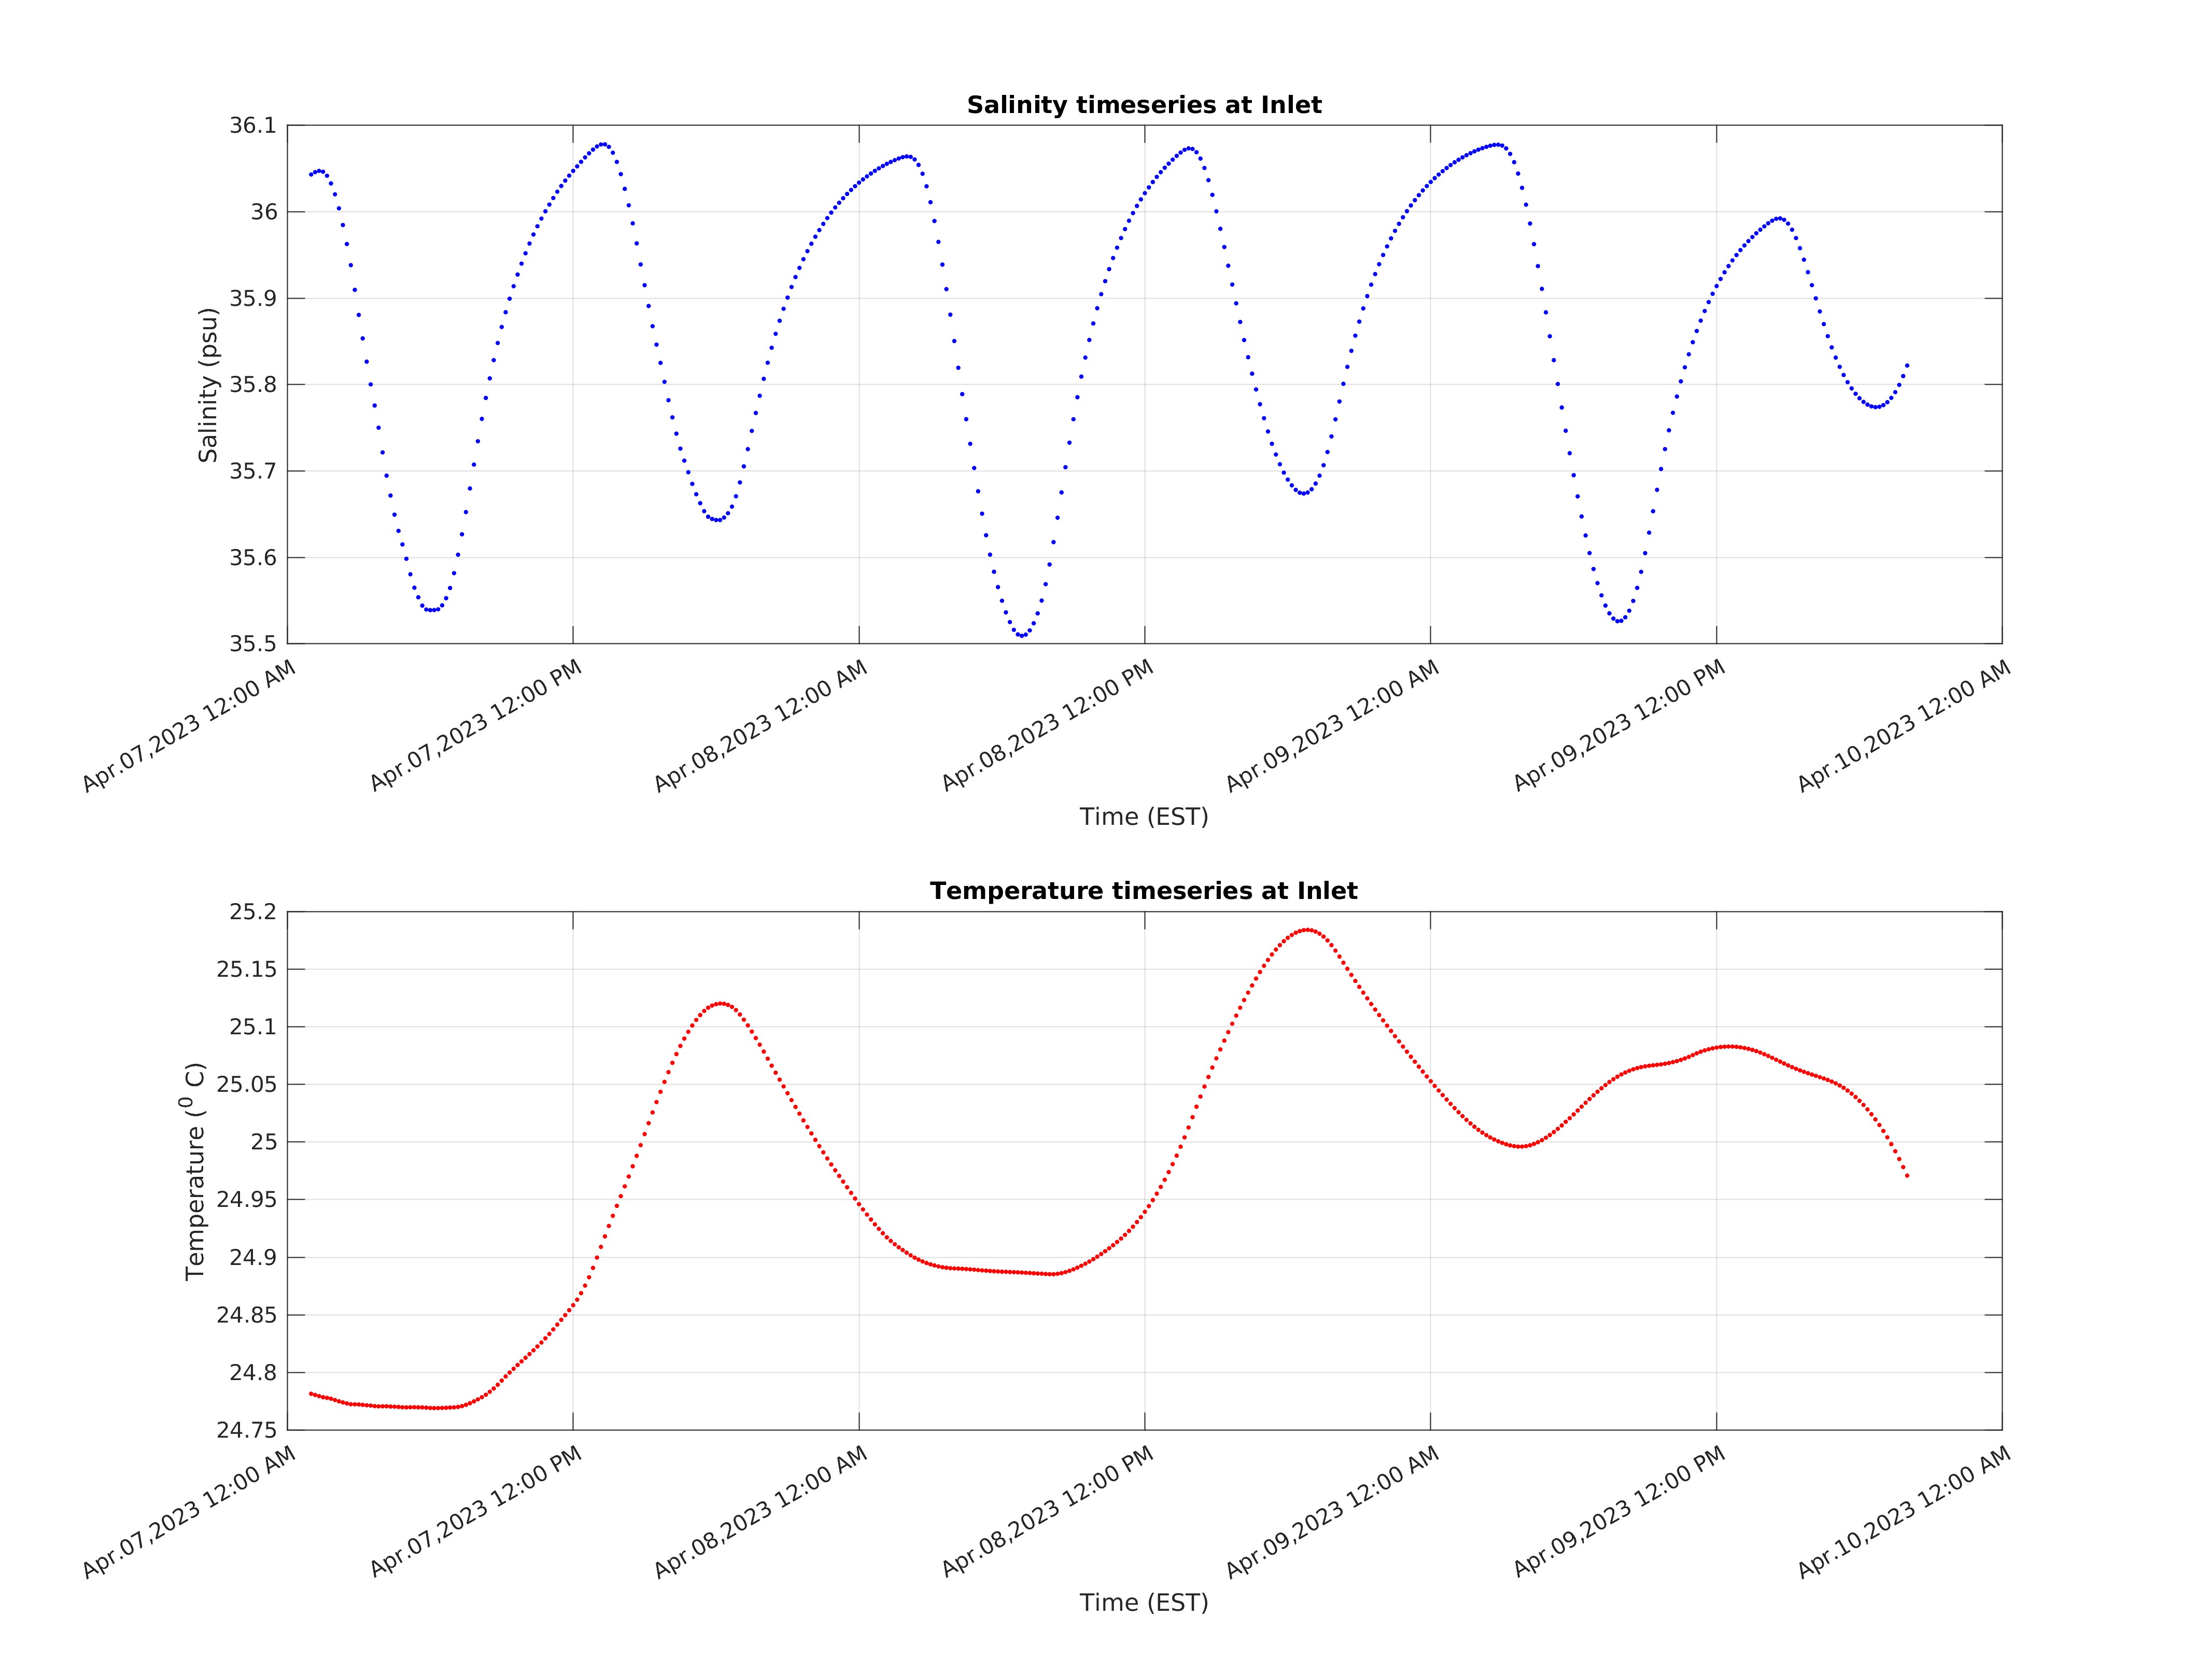 Salinity timeseries at Inlet
36.1
36
35.9
35.8
35.7
35.6
35.5
Salinity (psu)
Apr.07,2023 12:00 AM
Apr.07,2023 12:00 PM
Apr.08,2023 12:00 AM
Apr.08,2023 12:00 PM
Apr.09,2023 12:00 AM
Apr.09,2023 12:00 PM
Apr.10,2023 12:00 AM
Time (EST)
Temperature timeseries at Inlet
25.2
25.15
25.1
25.05
25
24.95
24.9
24.85
24.8
24.75
Temperature (⁰ C)
Apr.07,2023 12:00 AM
Apr.07,2023 12:00 PM
Apr.08,2023 12:00 AM
Apr.08,2023 12:00 PM
Apr.09,2023 12:00 AM
Apr.09,2023 12:00 PM
Apr.10,2023 12:00 AM
Time (EST)